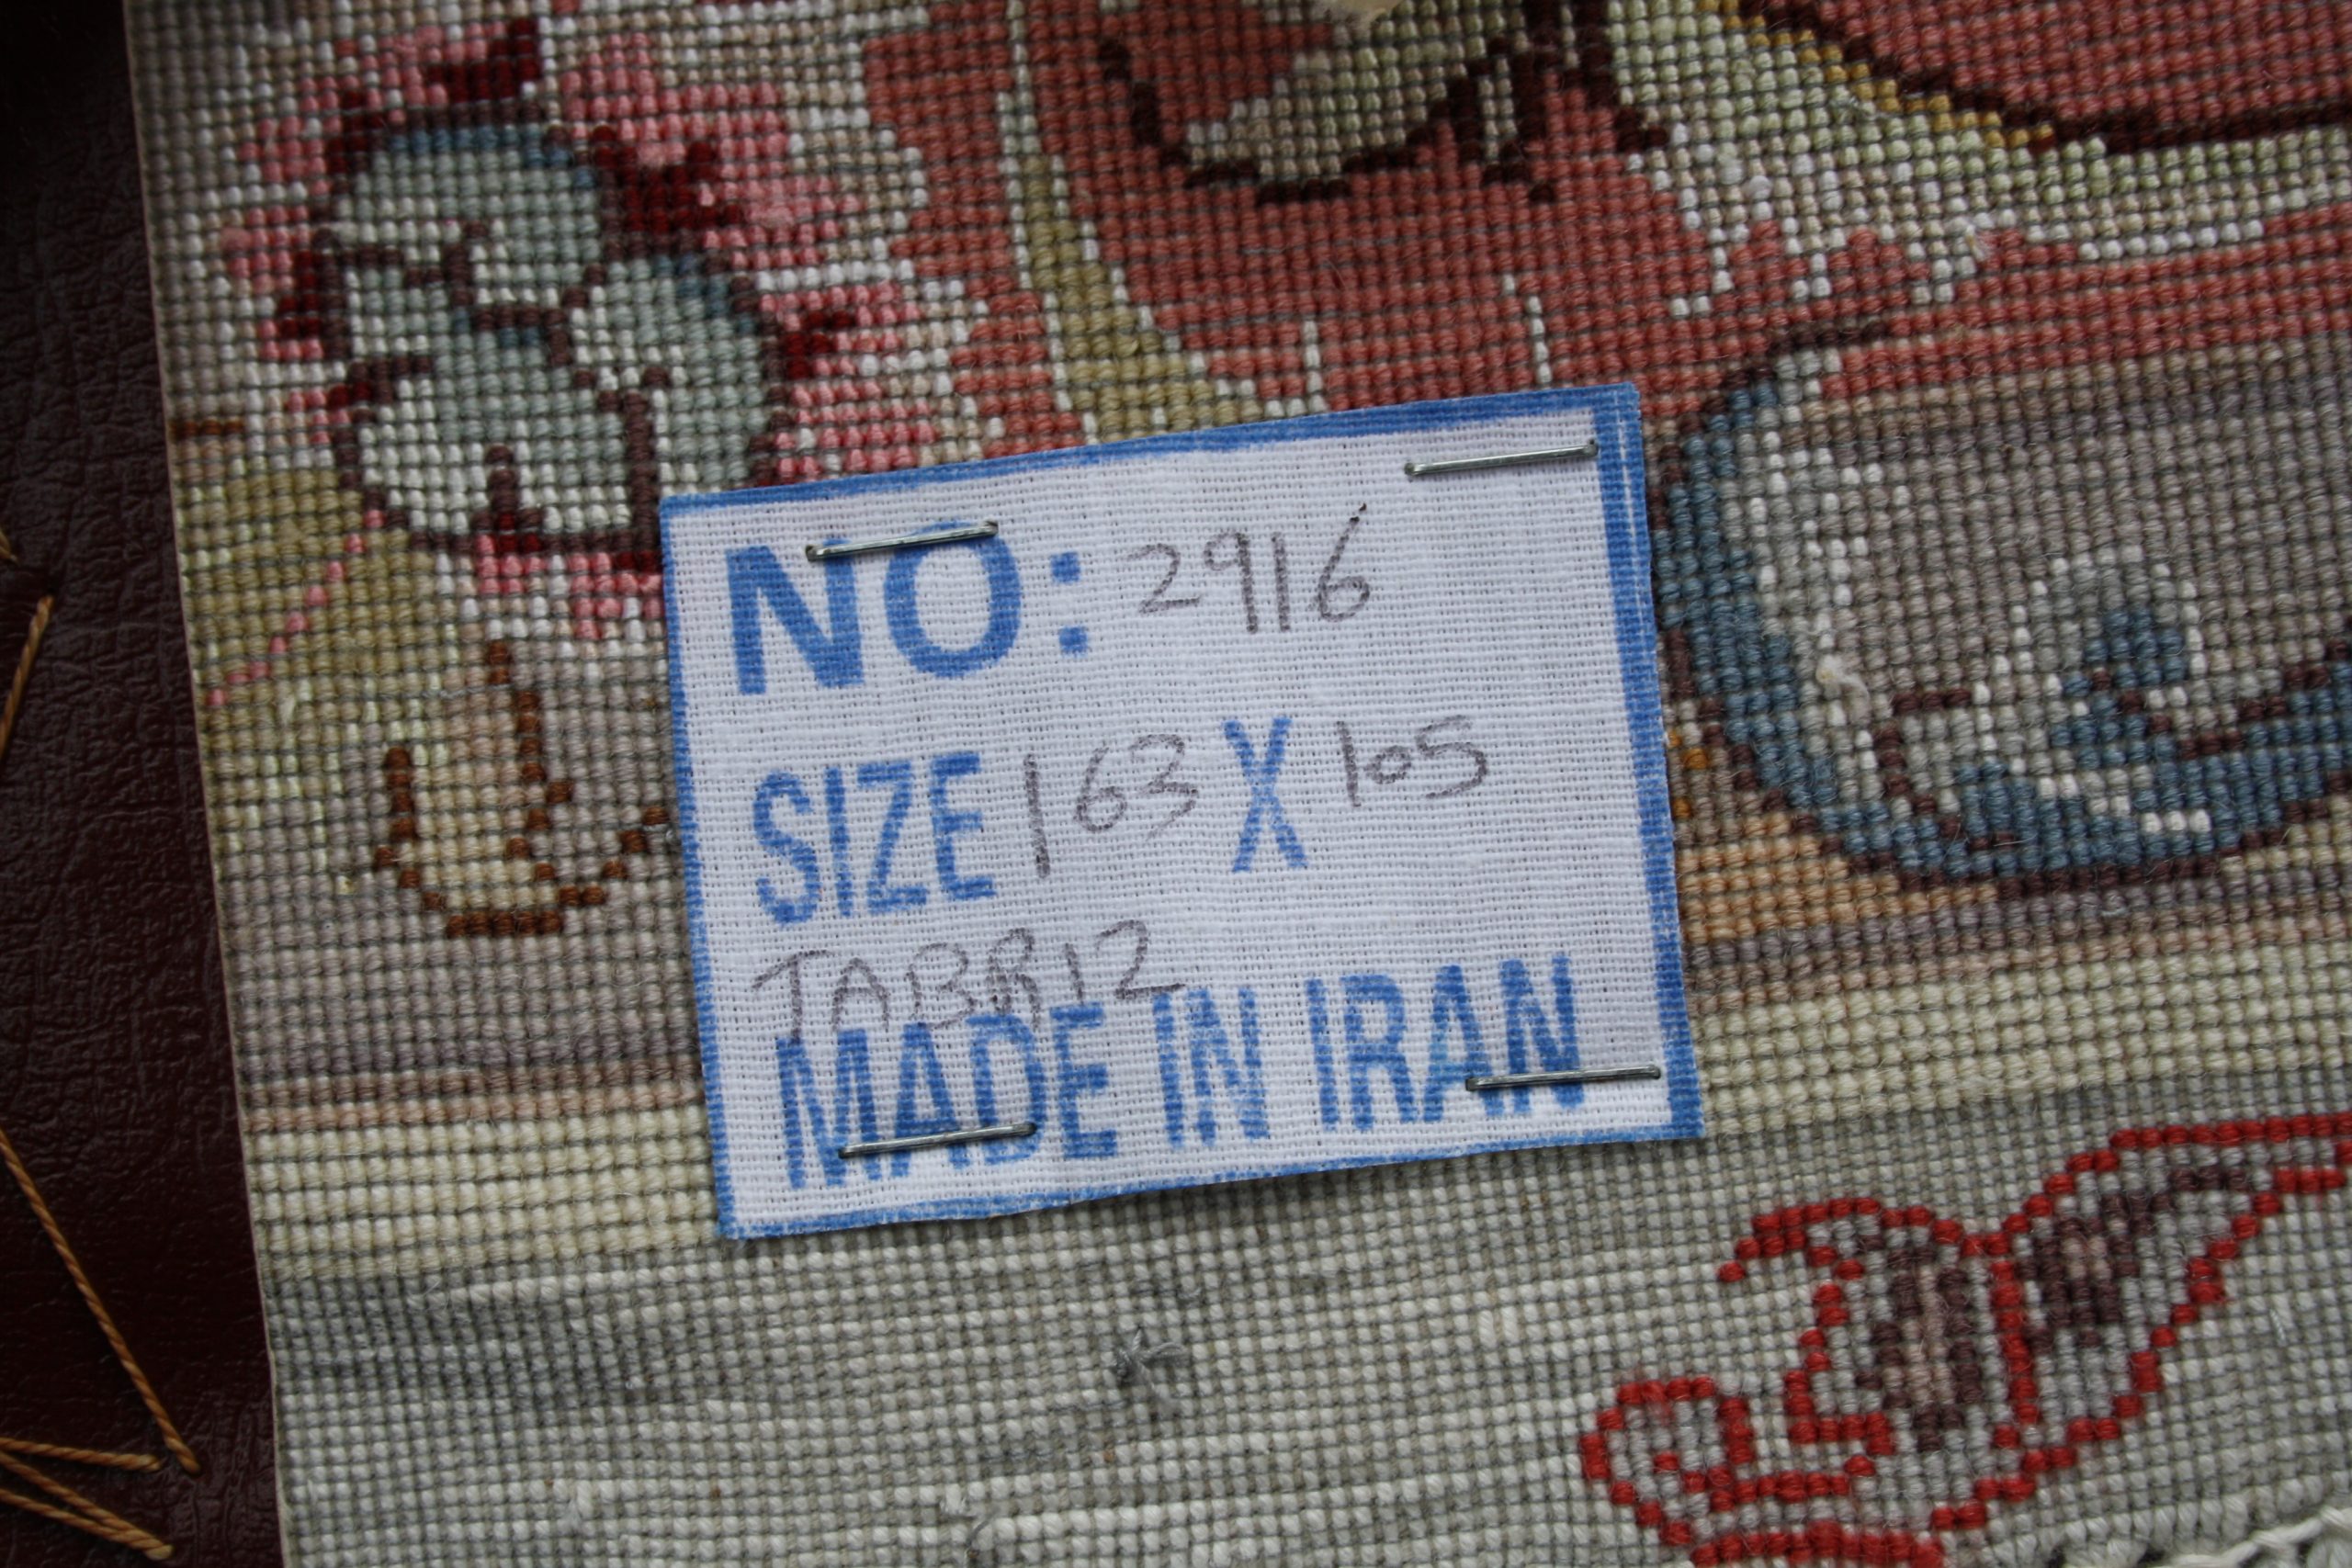 NO: 2916
SIZE 163 X 105
TABRIZ
MADE IN IRAN